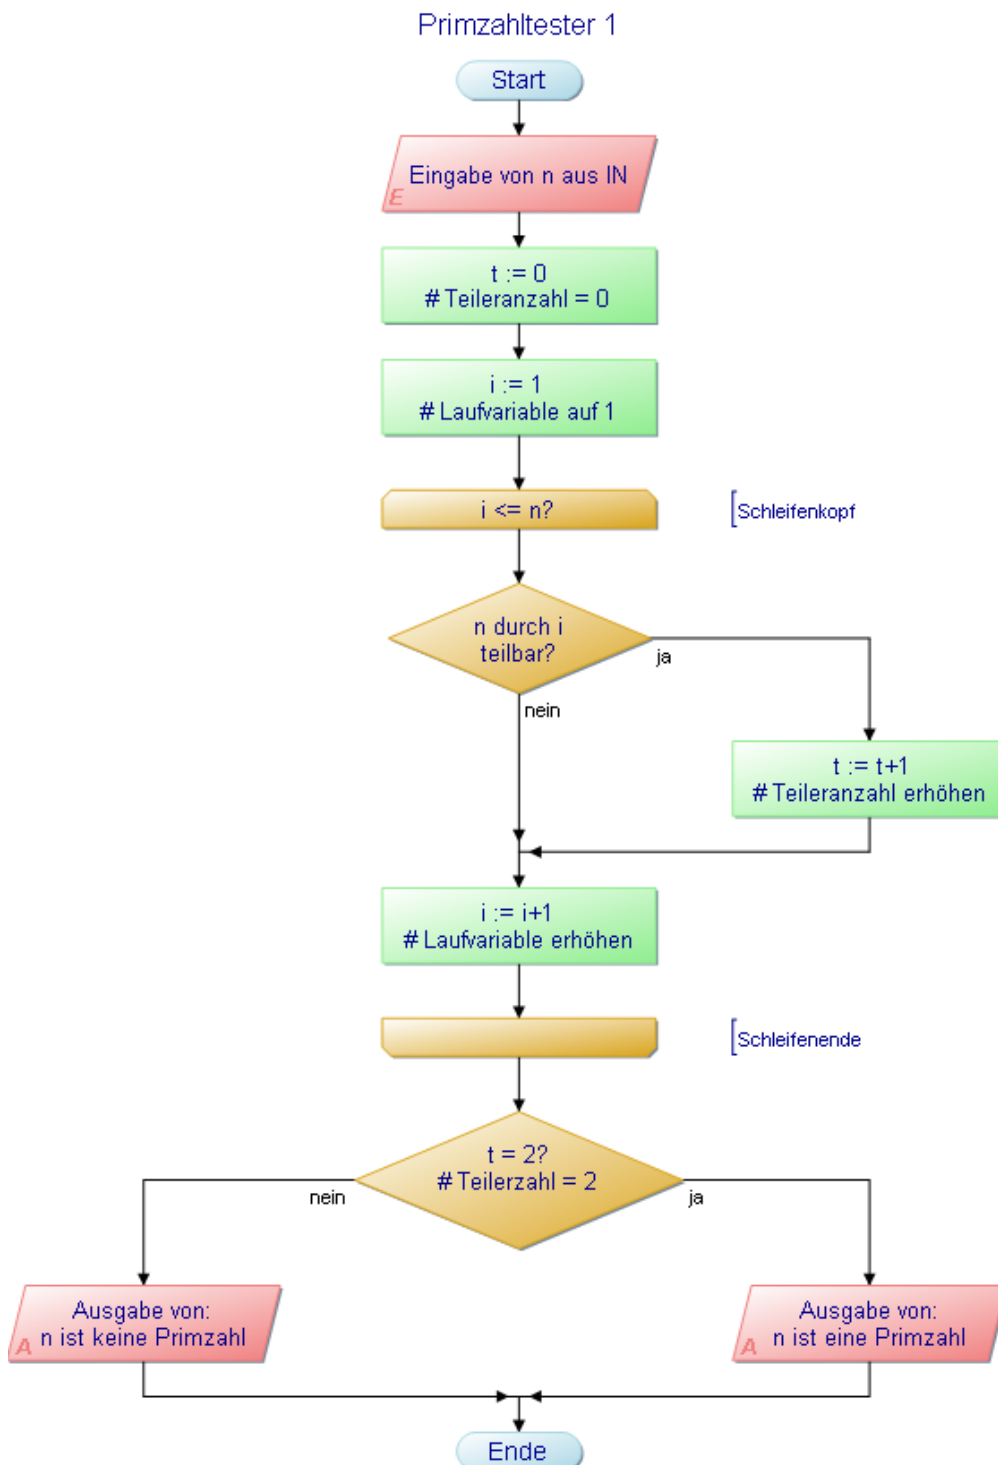 Primzahltester 1
Start
Eingabe von n aus IN
E
t := 0
# Teileranzahl = 0
i := 1
# Laufvariable auf 1
i <= n?
Schleifenkopf
n durch i
teilbar?
ja
nein
t := t+1
# Teileranzahl erhöhen
i := i+1
# Laufvariable erhöhen
Schleifenende
t = 2?
# Teilerzahl = 2
nein
ja
Ausgabe von:
n ist keine Primzahl
A
Ausgabe von:
n ist eine Primzahl
A
Ende